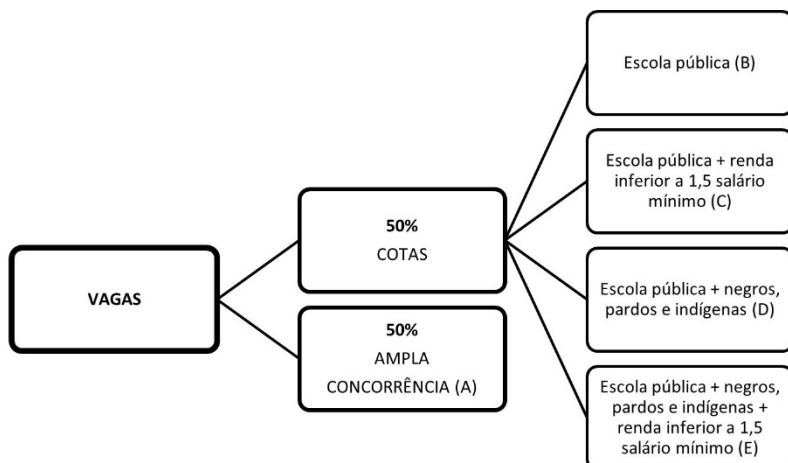 VAGAS
50%
COTAS
50%
AMPLA
CONCORRÊNCIA (A)
Escola pública (B)
Escola pública + renda
inferior a 1,5 salário
mínimo (C)
Escola pública + negros,
pardos e indígenas (D)
Escola pública + negros,
pardos e indígenas +
renda inferior a 1,5
salário mínimo (E)